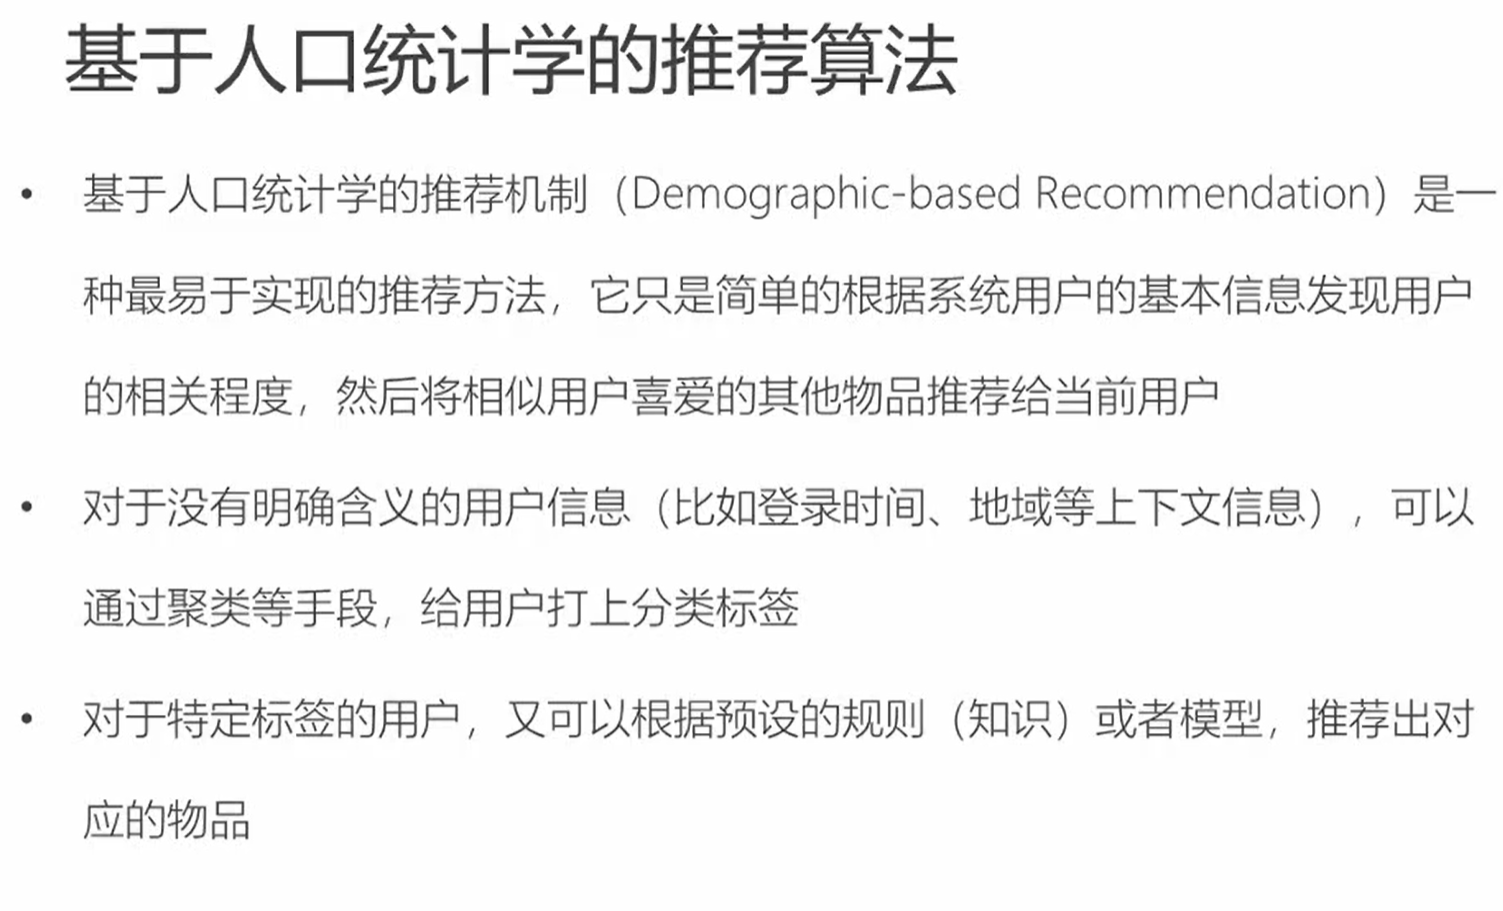 基于人口统计学的推荐算法
• 基于人口统计学的推荐机制（Demographic-based Recommendation）是一
种最易于实现的推荐方法，它只是简单的根据系统用户的基本信息发现用户
的相关程度，然后将相似用户喜爱的其他物品推荐给当前用户
• 对于没有明确含义的用户信息（比如登录时间、地域等上下文信息），可以
通过聚类等手段，给用户打上分类标签
• 对于特定标签的用户，又可以根据预设的规则（知识）或者模型，推荐出对
应的物品